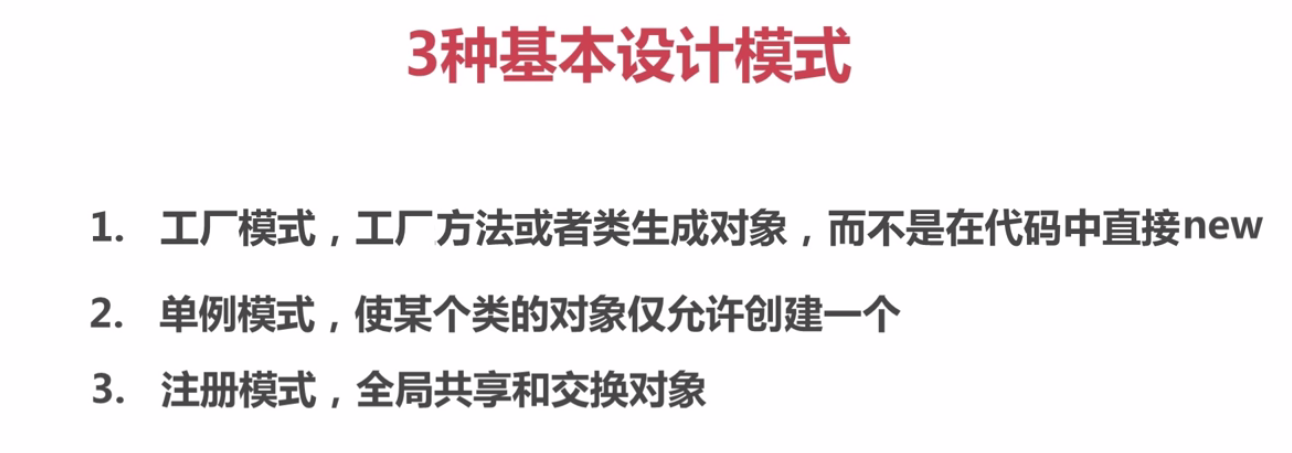 3种基本设计模式
1. 工厂模式，工厂方法或者类生成对象，而不是在代码中直接new
2. 单例模式，使某个类的对象仅允许创建一个
3. 注册模式，全局共享和交换对象